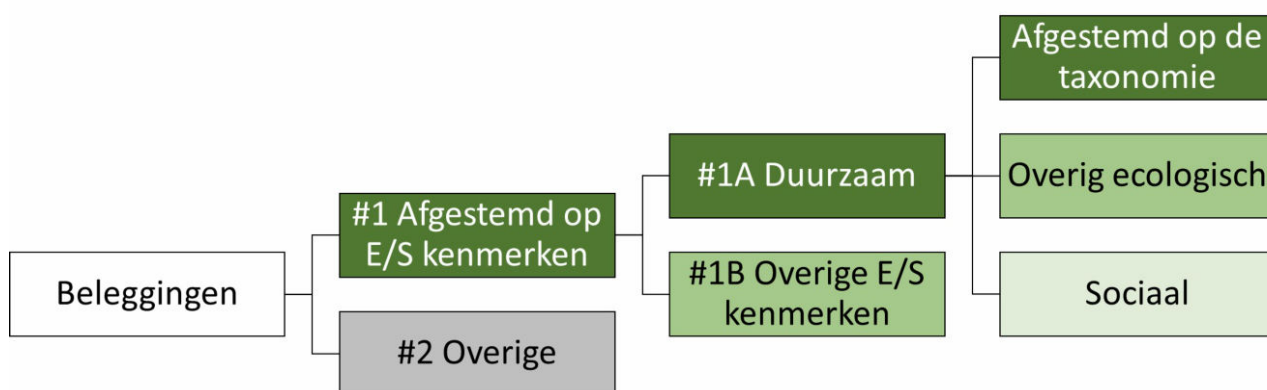 Beleggingen
#1 Afgestemd op
E/S kenmerken
#2 Overige
#1A Duurzaam
#1B Overige E/S
kenmerken
Afgestemd op de
taxonomie
Overig ecologisch
Sociaal